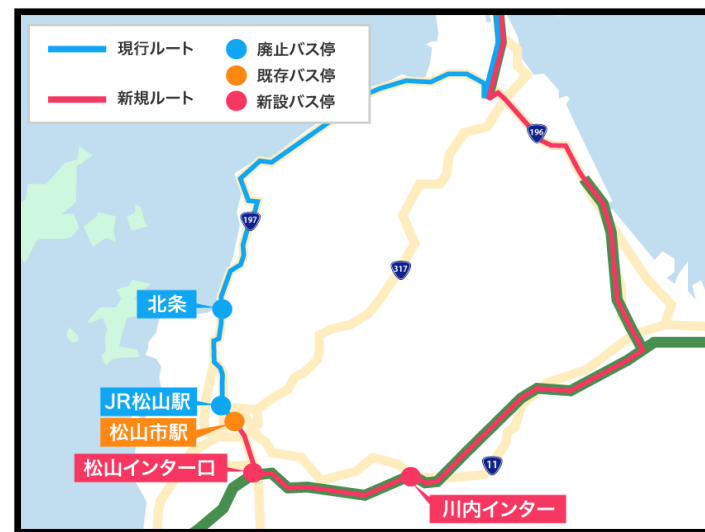 現行ルート
廃止バス停
既存バス停
新規ルート
新設バス停
196
197
317
北条
JR松山駅
松山市駅
松山インター口
11
川内インター